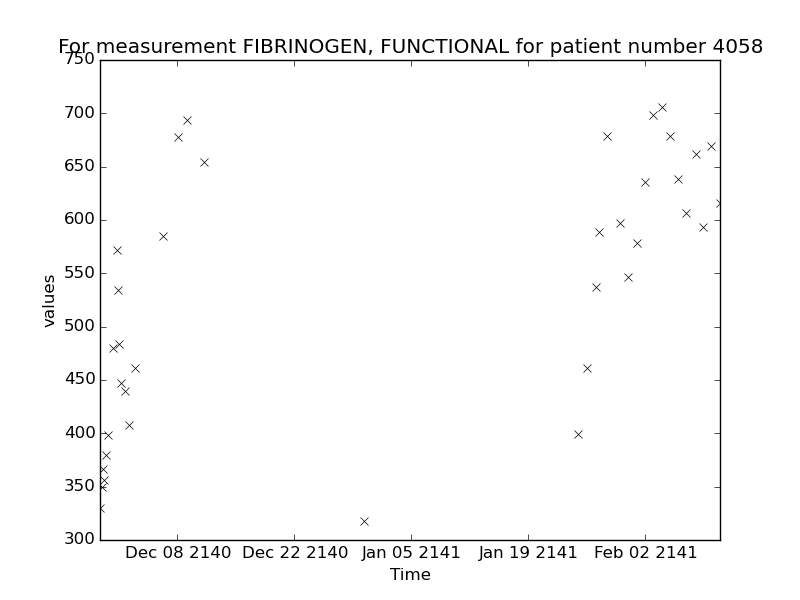 For measurement FIBRINOGEN, FUNCTIONAL for patient number 4058
750
700
650
600
550
500
450
400
350
300
values
Dec 08 2140 Dec 22 2140 Jan 05 2141 Jan 19 2141 Feb 02 2141
Time